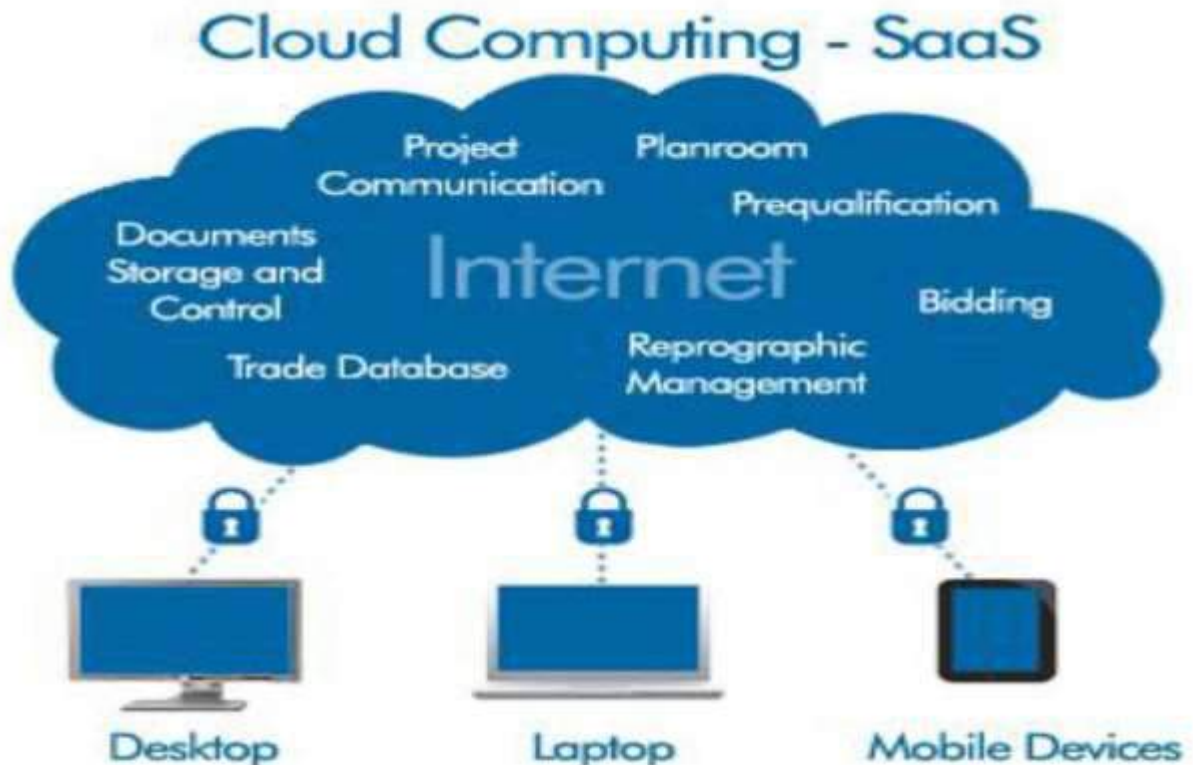 Cloud Computing - SaaS
Project
Communication
Planroom
Prequalification
Documents
Storage and
Control
Internet
Bidding
Trade Database
Reprographic
Management
Desktop
Laptop
Mobile Devices